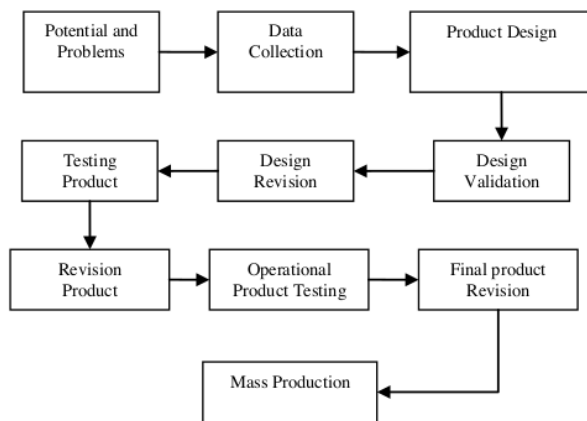 Potential and
Problems
Data
Collection
Product Design
Design
Validation
Design
Revision
Testing
Product
Revision
Product
Operational
Product Testing
Final product
Revision
Mass Production